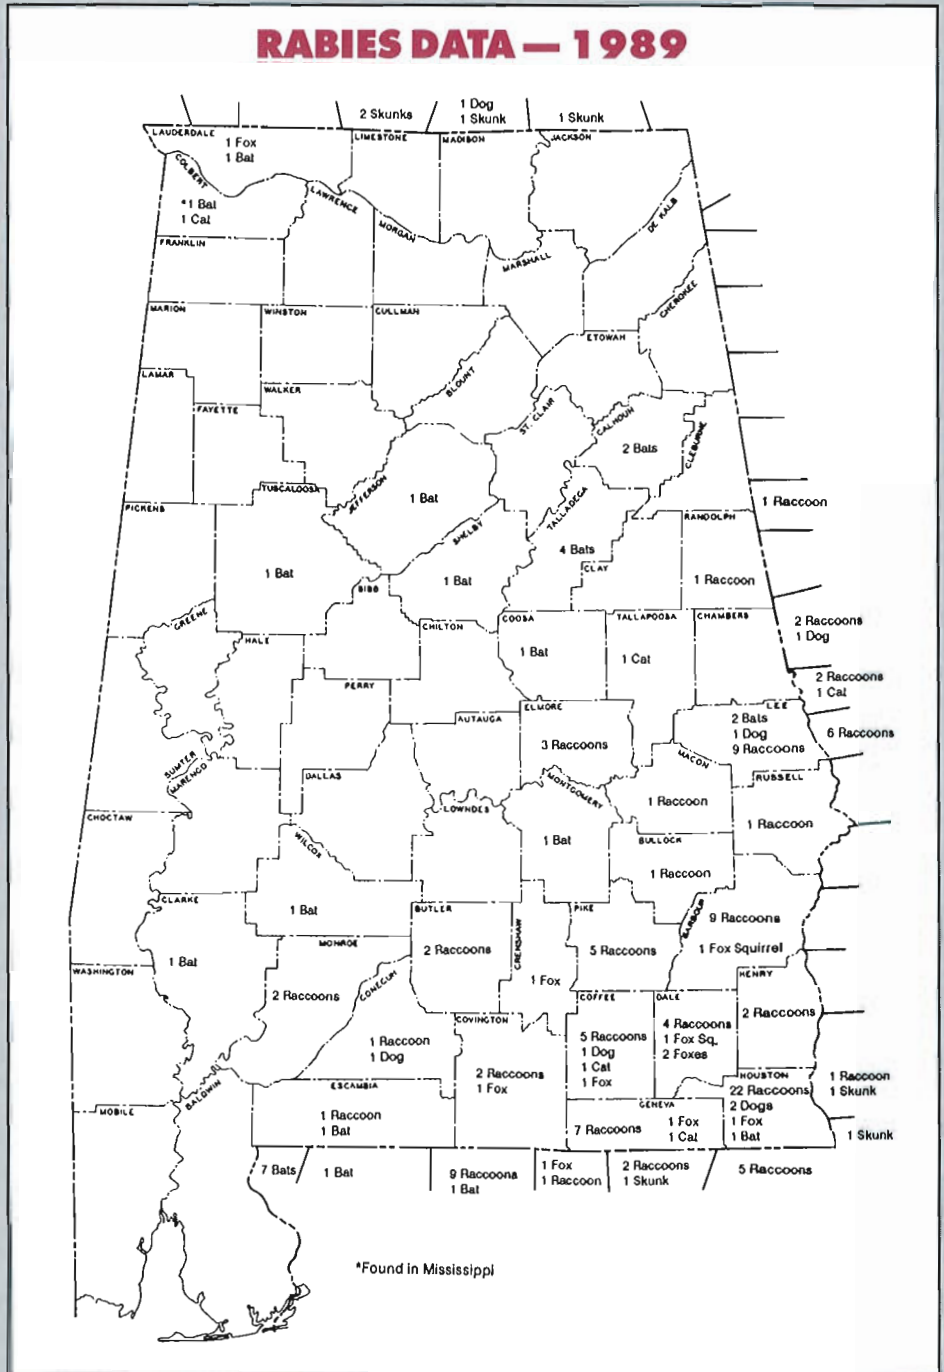 RABIES DATA — 1989
2 Skunks
1 Dog
1 Skunk
1 Skunk
LAUDERDALE
1 Fox
1 Bat
LIMESTONE
MADISON
JACKSON
COLBERT
*1 Bat
1 Cat
LAWRENCE
MORGAN
DE KALB
FRANKLIN
MARSHALL
CHEROKEE
MARION
WINSTON
CULLMAN
ETOWAH
LAMAR
WALKER
BLOUNT
FAYETTE
ST. CLAIR
CALHOUN
2 Bats
CLEBURNE
TUSCALOOSA
JEFFERSON
1 Bat
TALLADEGA
1 Raccoon
PICKENS
RANDOLPH
SHELBY
4 Bats
CLAY
1 Bat
BIBB
1 Bat
1 Raccoon
GREENE
HALE
CHILTON
COOSA
TALLAPOOSA
CHAMBERS
2 Raccoons
1 Dog
1 Bat
1 Cat
2 Raccoons
1 Cat
PERRY
AUTAUGA
ELMORE
LEE
2 Bats
1 Dog
9 Raccoons
6 Raccoons
3 Raccoons
SUMTER
MARENGO
DALLAS
MACON
RUSSELL
MONTGOMERY
LOWNDES
1 Raccoon
CHOCTAW
1 Raccoon
WILCOX
1 Bat
BULLOCK
1 Raccoon
CLARKE
1 Bat
BUTLER
CRENSHAW
PIKE
BARBOUR
9 Raccoons
1 Fox Squirrel
MONROE
2 Raccoons
5 Raccoons
1 Bat
WASHINGTON
CONECUH
1 Fox
HENRY
2 Raccoons
COFFEE
DALE
2 Raccoons
COVINGTON
4 Raccoons
1 Fox Sq.
2 Foxes
5 Raccoons
1 Dog
1 Cat
1 Fox
1 Raccoon
1 Dog
2 Raccoons
1 Fox
HOUSTON
22 Raccoons
2 Dogs
1 Fox
1 Bat
1 Raccoon
1 Skunk
ESCAMBIA
BALDWIN
MOBILE
1 Raccoon
1 Bat
GENEVA
7 Raccoons
1 Fox
1 Cat
1 Skunk
7 Bats
1 Bat
9 Raccoons
1 Bat
1 Fox
1 Raccoon
2 Raccoons
1 Skunk
5 Raccoons
*Found in Mississippi